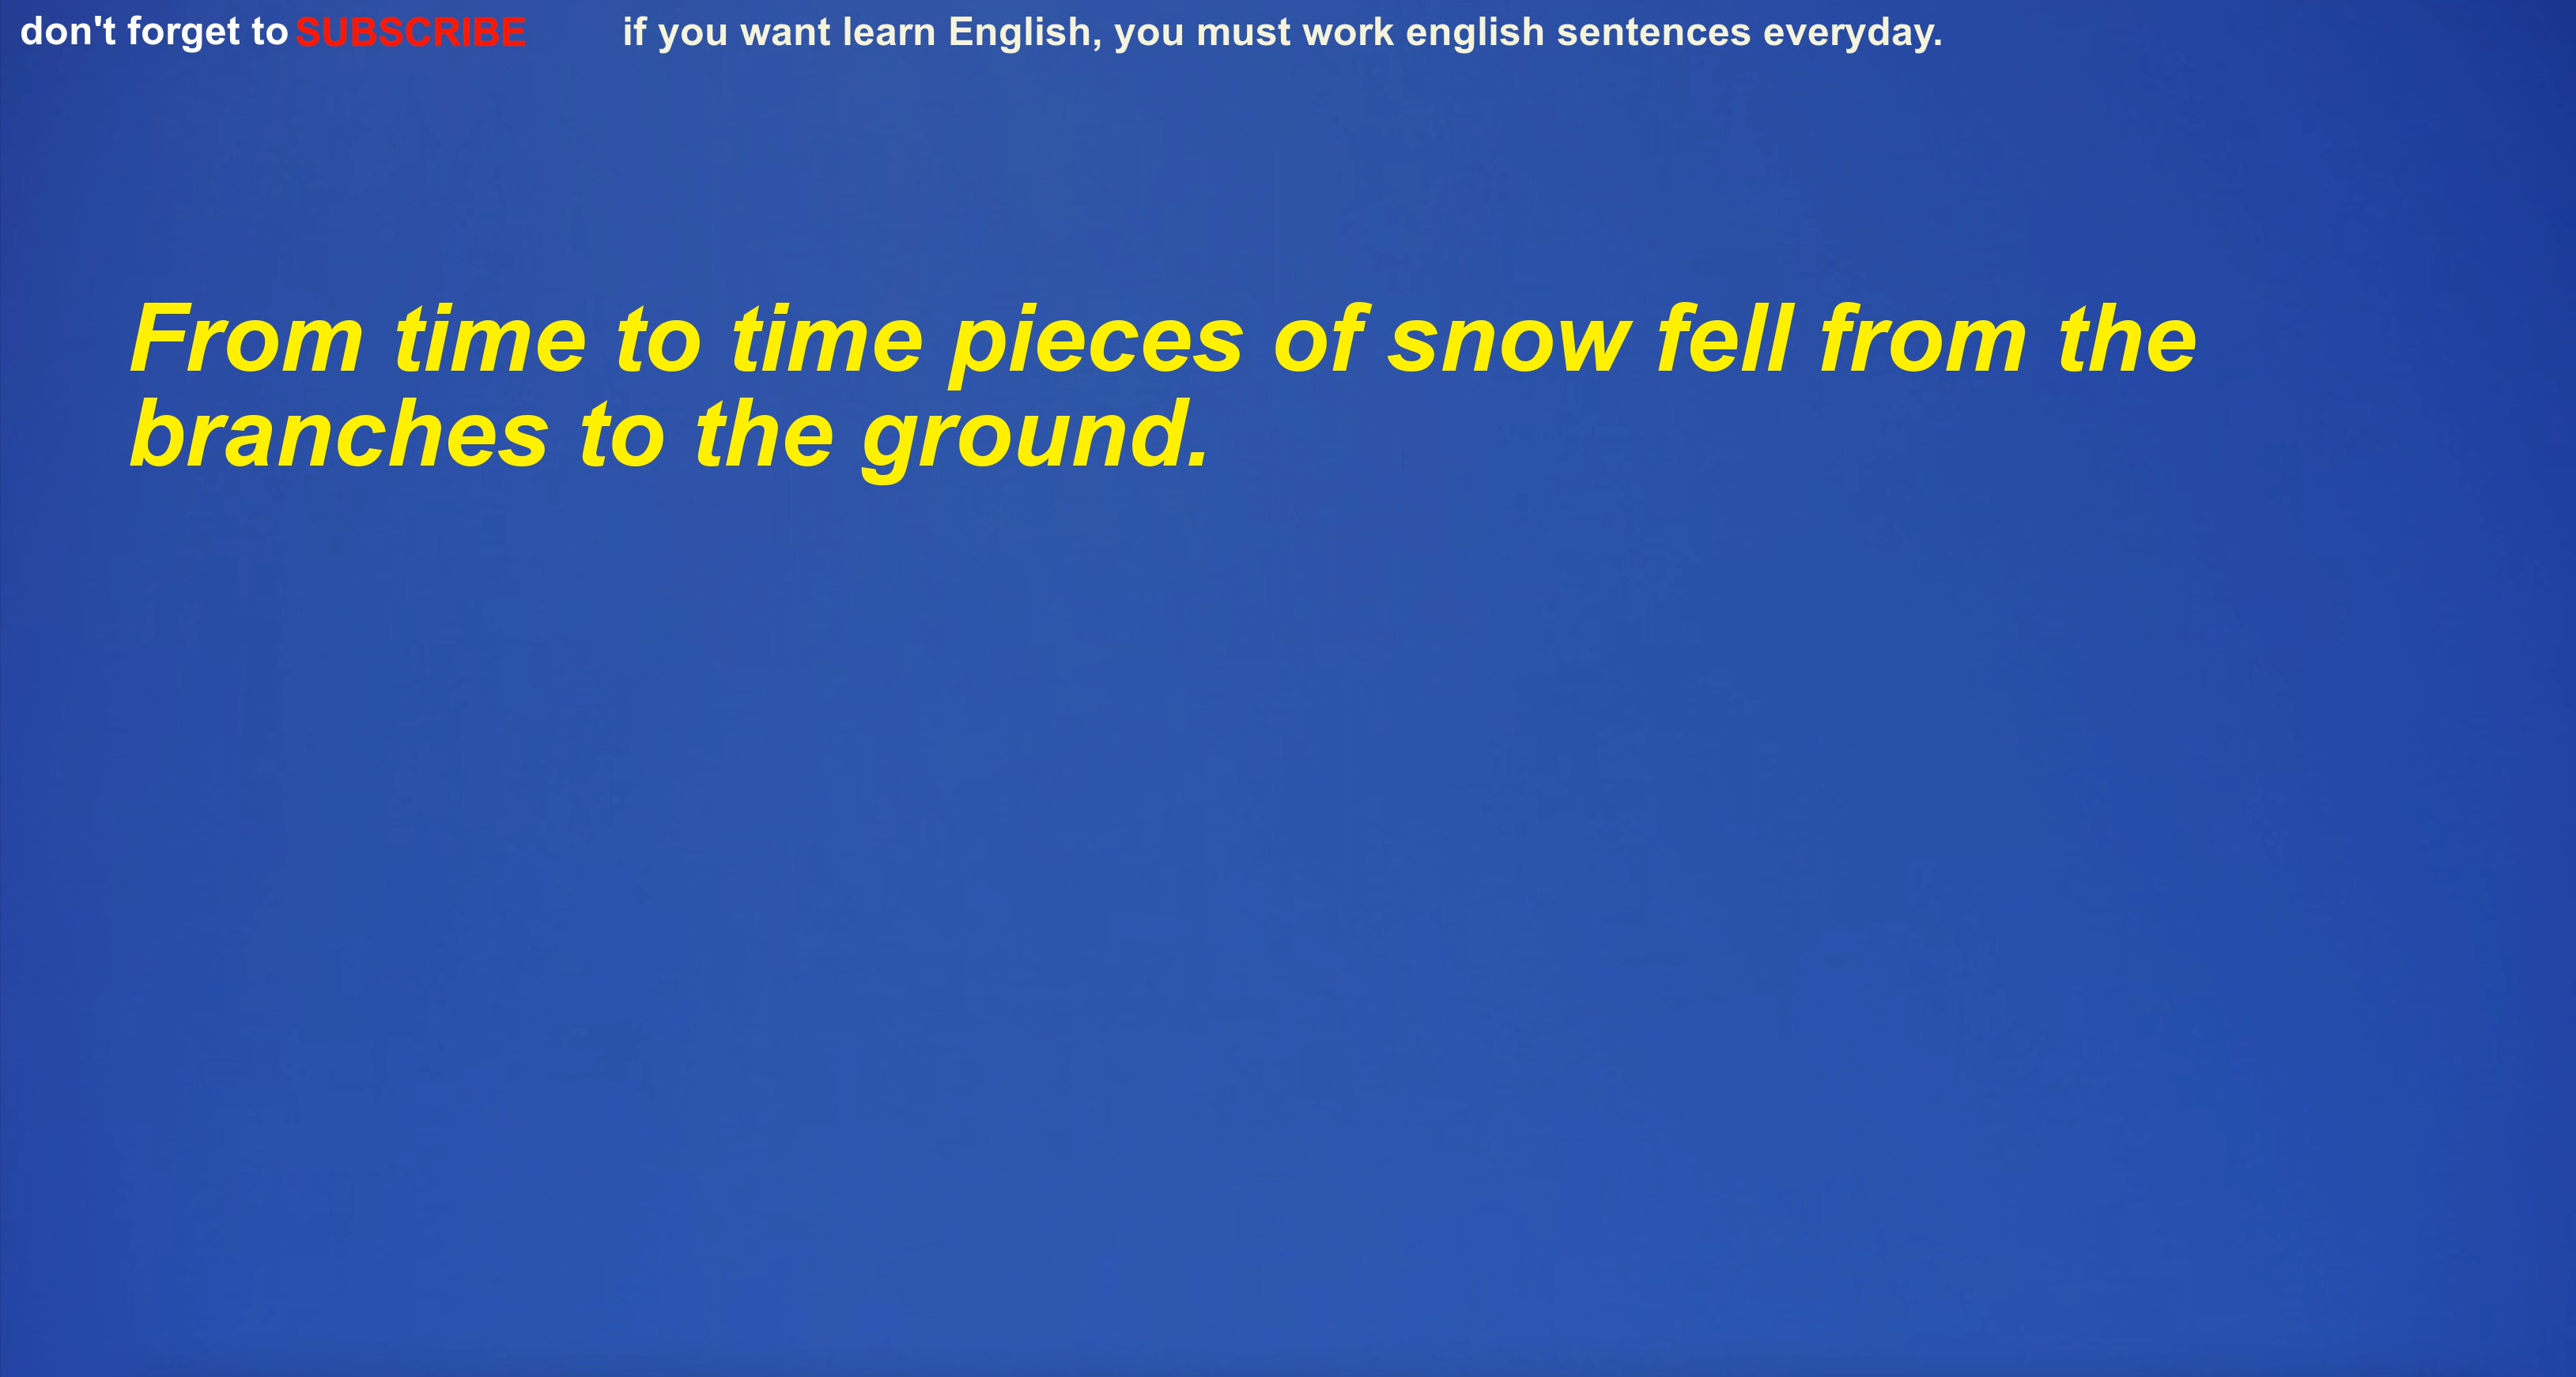 don't forget to SUBSCRIBE if you want learn English, you must work english sentences everyday.
From time to time pieces of snow fell from the
branches to the ground.